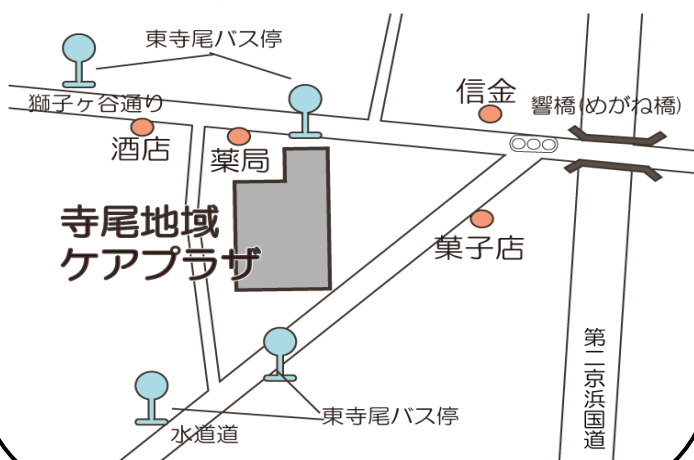 東寺尾バス停
獅子ヶ谷通り
信金
響橋(めがね橋)
酒店
薬局
寺尾地域
ケアプラザ
菓子店
第二京浜国道
東寺尾バス停
水道道